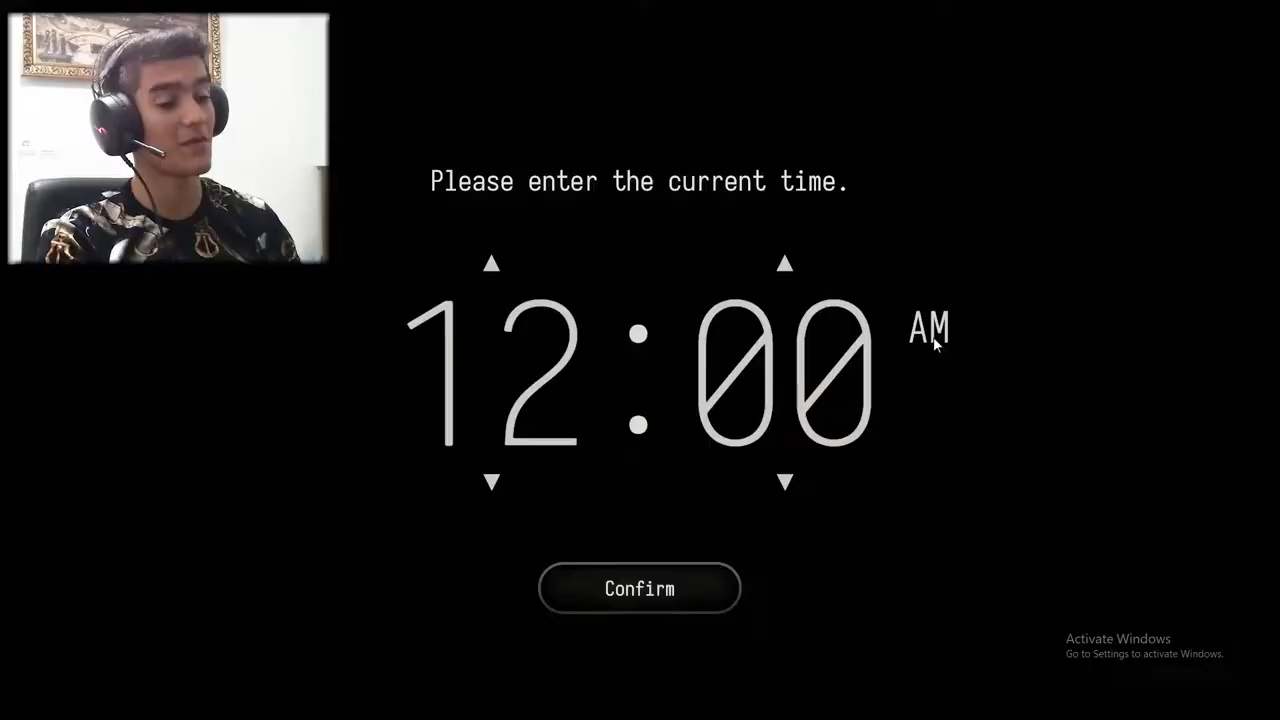 Please enter the current time.
12:00 AM
Confirm
Activate Windows
Go to Settings to activate Windows.